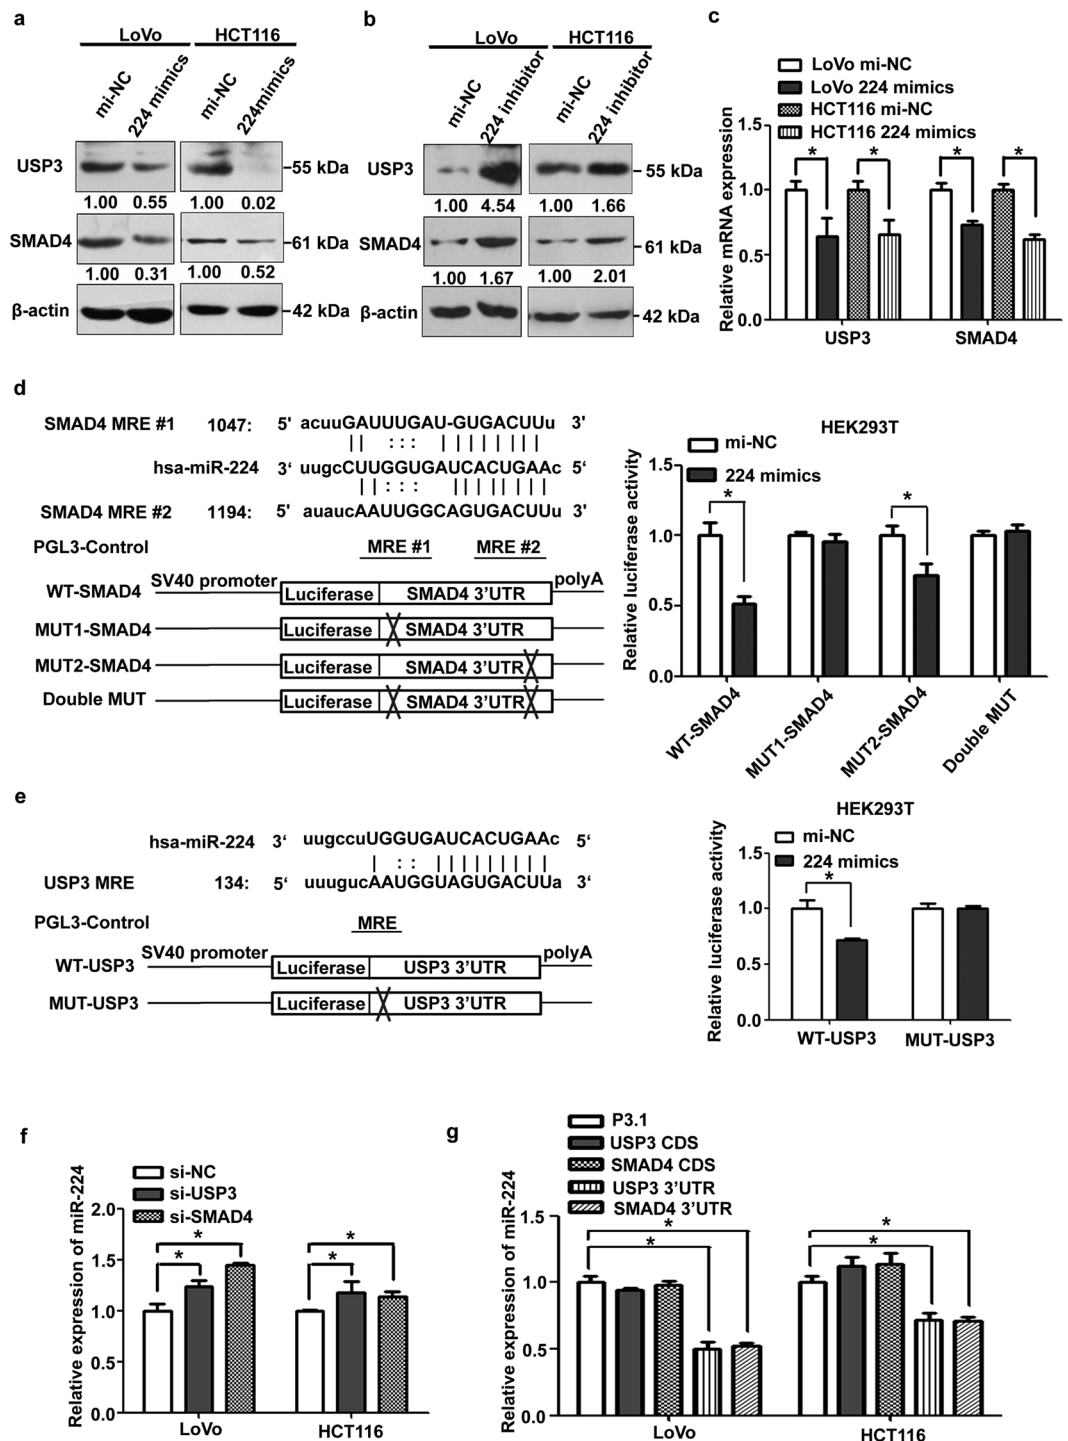 a
LoVo HCT116
mi-NC 224 mimics mi-NC 224mimics
USP3 55 kDa
1.00 0.55 1.00 0.02
SMAD4 61 kDa
1.00 0.31 1.00 0.52
β-actin 42 kDa
b
LoVo HCT116
mi-NC 224 inhibitor mi-NC 224 inhibitor
USP3 55 kDa
1.00 4.54 1.00 1.66
SMAD4 61 kDa
1.00 1.67 1.00 2.01
β-actin 42 kDa
c
LoVo mi-NC
LoVo 224 mimics
HCT116 mi-NC
HCT116 224 mimics
Relative mRNA expression
1.5
1.0
0.5
0.0
* * * *
USP3 SMAD4
d
SMAD4 MRE #1 1047: 5' acuuGAUUUGAU-GUGACUUu 3'
hsa-miR-224 3‘ uugcCUUGGUGAUCACUGAAc 5‘
SMAD4 MRE #2 1194: 5' auaucAAUUGGCAGUGACUUu 3'
PGL3-Control MRE #1 MRE #2
SV40 promoter polyA
WT-SMAD4 Luciferase SMAD4 3’UTR
MUT1-SMAD4 Luciferase SMAD4 3’UTR
MUT2-SMAD4 Luciferase SMAD4 3’UTR
Double MUT Luciferase SMAD4 3’UTR
HEK293T
mi-NC
224 mimics
Relative luciferase activity
1.5
1.0
0.5
0.0
* *
WT-SMAD4 MUT1-SMAD4 MUT2-SMAD4 Double MUT
e
hsa-miR-224 3‘ uugccuUGGUGAUCACUGAAc 5‘
USP3 MRE 134: 5‘ uuugucAAUGGUAGUGACUUa 3‘
PGL3-Control MRE
SV40 promoter polyA
WT-USP3 Luciferase USP3 3’UTR
MUT-USP3 Luciferase USP3 3’UTR
HEK293T
mi-NC
224 mimics
Relative luciferase activity
1.5
1.0
0.5
0.0
*
WT-USP3 MUT-USP3
f
si-NC
si-USP3
si-SMAD4
Relative expression of miR-224
2.0
1.5
1.0
0.5
0.0
* * * *
LoVo HCT116
g
P3.1
USP3 CDS
SMAD4 CDS
USP3 3’UTR
SMAD4 3’UTR
Relative expression of miR-224
1.5
1.0
0.5
0.0
* * * *
LoVo HCT116